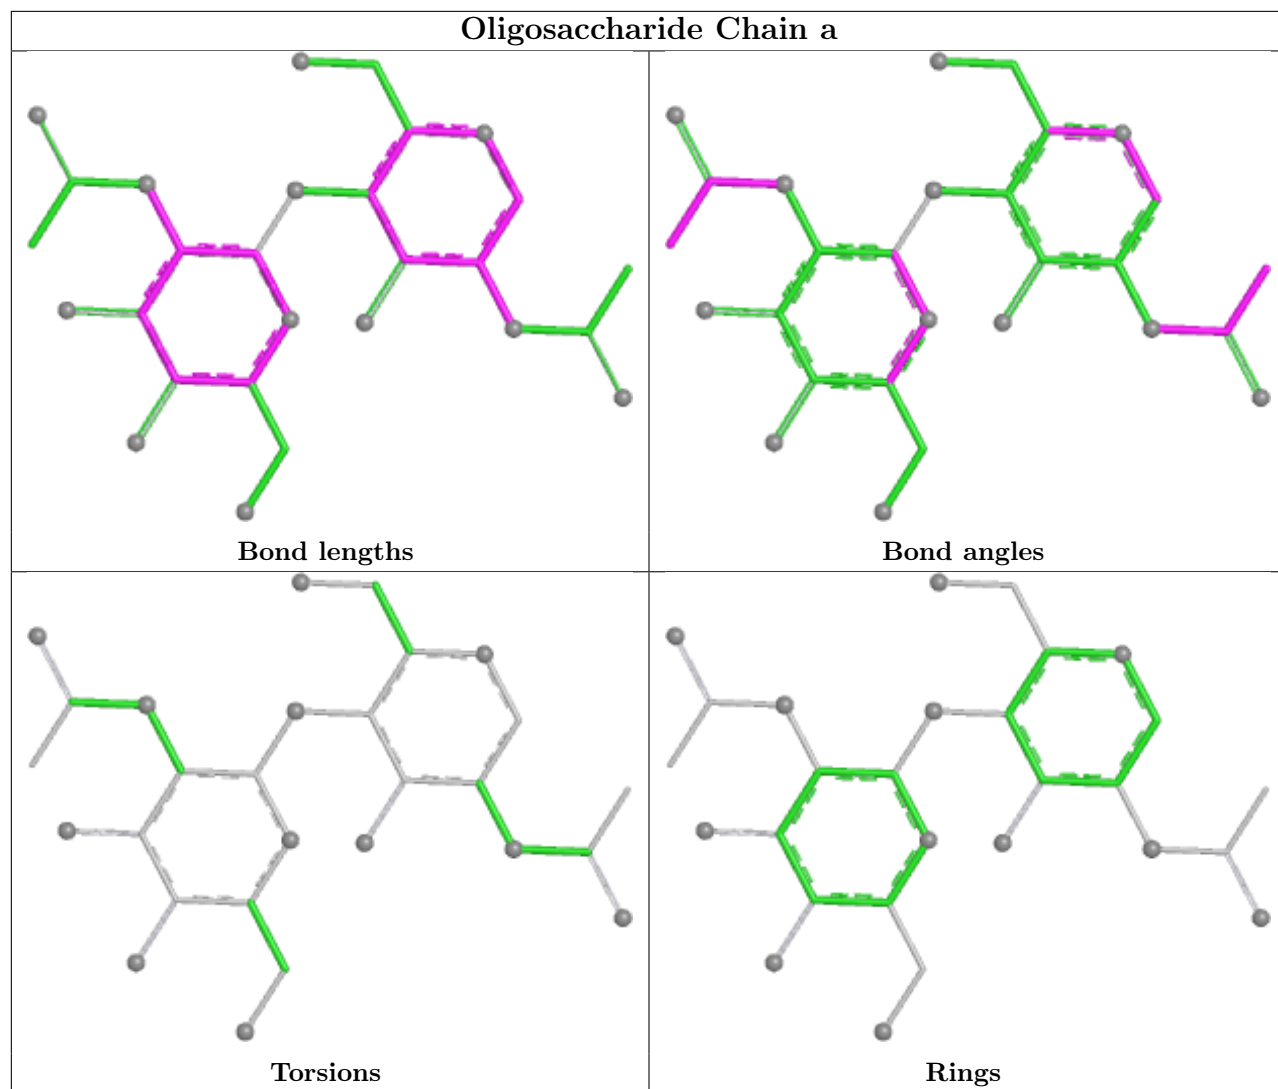 Oligosaccharide Chain a
Bond lengths
Bond angles
Torsions
Rings